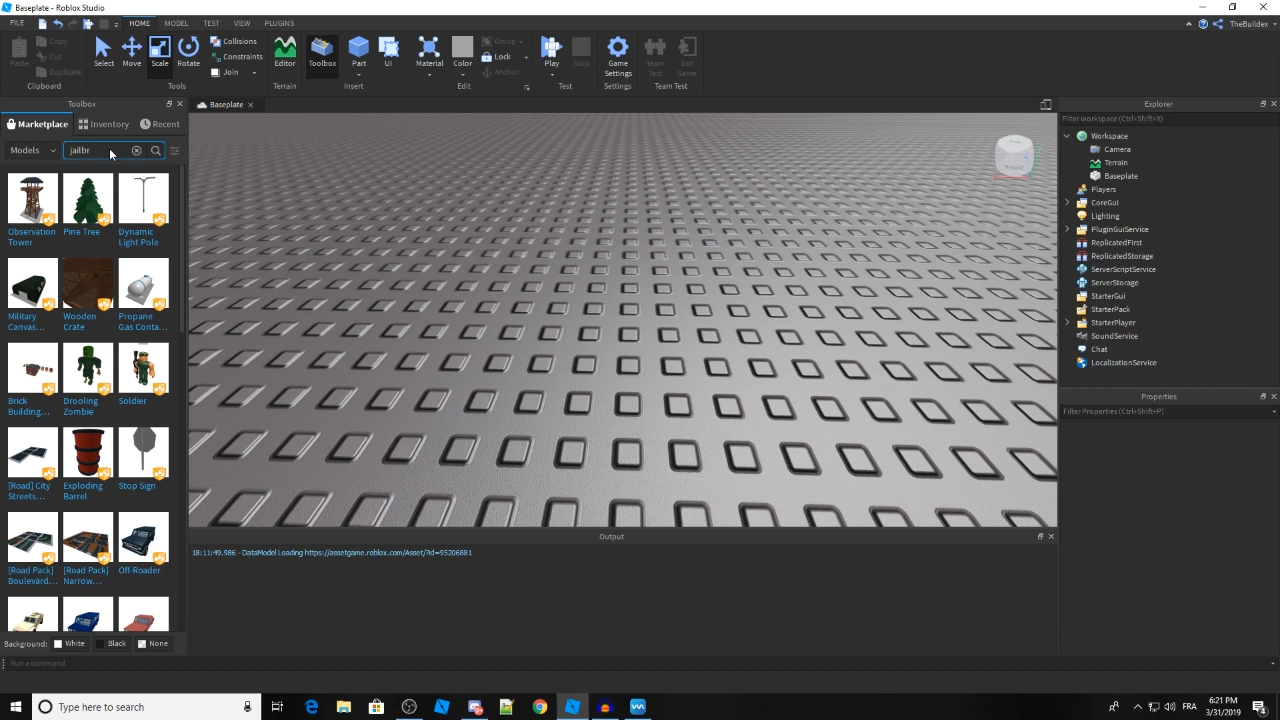 Baseplate - Roblox Studio
FILE HOME MODEL TEST VIEW PLUGINS TheBuildex
Paste Copy Cut Duplicate Select Move Scale Rotate Collisions Constraints Join Editor Toolbox Part UI Material Color Group Lock Anchor Play Stop Game Settings Team Test Exit Game
Clipboard Tools Terrain Insert Edit Test Settings Team Test
Toolbox
Marketplace Inventory Recent
Models jailbr
Observation Tower
Pine Tree
Dynamic Light Pole
Military Canvas...
Wooden Crate
Propane Gas Conta...
Brick Building...
Drooling Zombie
Soldier
[Road] City Streets...
Exploding Barrel
Stop Sign
[Road Pack] Boulevard...
[Road Pack] Narrow...
Off-Roader
Background: White Black None
Baseplate
Output
18:11:49.986 - DataModel Loading https://assetgame.roblox.com/Asset/?id=95206881
Explorer
Filter workspace (Ctrl+Shift+X)
Workspace
Camera
Terrain
Baseplate
Players
CoreGui
Lighting
PluginGuiService
ReplicatedFirst
ReplicatedStorage
ServerScriptService
ServerStorage
StarterGui
StarterPack
StarterPlayer
SoundService
Chat
LocalizationService
Properties
Filter Properties (Ctrl+Shift+P)
Run a command
Type here to search
FRA
6:21 PM
3/31/2019